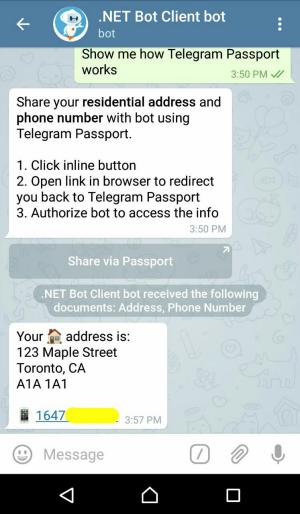 .NET Bot Client bot
bot
Show me how Telegram Passport
works
3:50 PM
Share your residential address and
phone number with bot using
Telegram Passport.
1. Click inline button
2. Open link in browser to redirect
you back to Telegram Passport
3. Authorize bot to access the info
3:50 PM
Share via Passport
.NET Bot Client bot received the following
documents: Address, Phone Number
Your 🏠 address is:
123 Maple Street
Toronto, CA
A1A 1A1
📱 1647
3:57 PM
Message